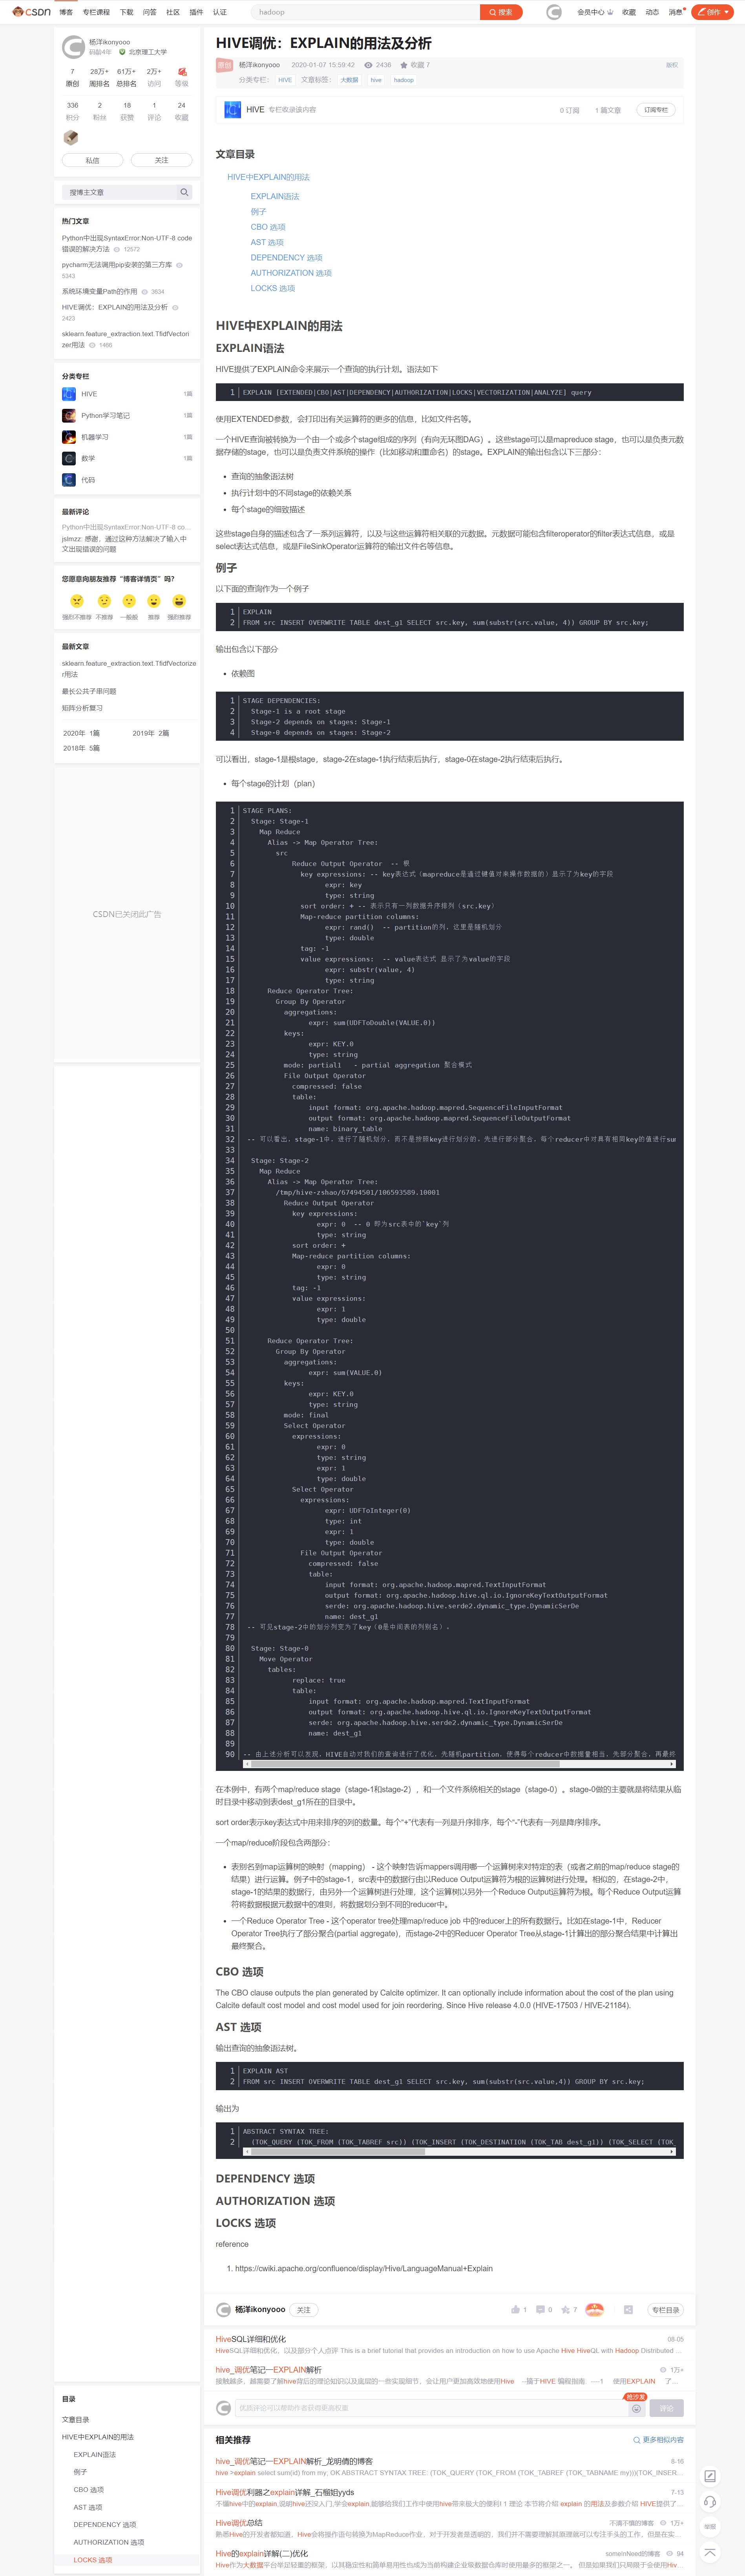 CSDN 博客 专栏课程 下载 问答 社区 插件 认证 hadoop 搜索 会员中心 收藏 动态 消息 创作
杨洋ikonyooo
码龄4年 北京理工大学
7 28万+ 61万+ 2万+
原创 周排名 总排名 访问 等级
336 2 18 1 24
积分 粉丝 获赞 评论 收藏
私信 关注
搜博主文章
热门文章
Python中出现SyntaxError:Non-UTF-8 code
错误的解决方法 12572
pycharm无法调用pip安装的第三方库
5343
系统环境变量Path的作用 3634
HIVE调优：EXPLAIN的用法及分析
2423
sklearn.feature_extraction.text.TfidfVectori
zer用法 1466
分类专栏
HIVE 1篇
Python学习笔记 1篇
机器学习 1篇
数学 1篇
代码
最新评论
Python中出现SyntaxError:Non-UTF-8 co...
jslmzz: 感谢，通过这种方法解决了输入中
文出现错误的问题
您愿意向朋友推荐“博客详情页”吗？
强烈不推荐 不推荐 一般般 推荐 强烈推荐
最新文章
sklearn.feature_extraction.text.TfidfVectorize
r用法
最长公共子串问题
矩阵分析复习
2020年 1篇 2019年 2篇
2018年 5篇
CSDN已关闭此广告
目录
文章目录
HIVE中EXPLAIN的用法
EXPLAIN语法
例子
CBO 选项
AST 选项
DEPENDENCY 选项
AUTHORIZATION 选项
LOCKS 选项
HIVE调优：EXPLAIN的用法及分析
原创 杨洋ikonyooo 2020-01-07 15:59:42 2436 收藏 7 版权
分类专栏： HIVE 文章标签： 大数据 hive hadoop
HIVE 专栏收录该内容 0 订阅 1 篇文章 订阅专栏
文章目录
HIVE中EXPLAIN的用法
EXPLAIN语法
例子
CBO 选项
AST 选项
DEPENDENCY 选项
AUTHORIZATION 选项
LOCKS 选项
HIVE中EXPLAIN的用法
EXPLAIN语法
HIVE提供了EXPLAIN命令来展示一个查询的执行计划。语法如下
1 EXPLAIN [EXTENDED|CBO|AST|DEPENDENCY|AUTHORIZATION|LOCKS|VECTORIZATION|ANALYZE] query
使用EXTENDED参数，会打印出有关运算符的更多的信息，比如文件名等。
一个HIVE查询被转换为一个由一个或多个stage组成的序列（有向无环图DAG）。这些stage可以是mapreduce stage，也可以是负责元数
据存储的stage，也可以是负责文件系统的操作（比如移动和重命名）的stage。EXPLAIN的输出包含以下三部分：
查询的抽象语法树
执行计划中的不同stage的依赖关系
每个stage的细致描述
这些stage自身的描述包含了一系列运算符，以及与这些运算符相关联的元数据。元数据可能包含filteroperator的filter表达式信息，或是
select表达式信息，或是FileSinkOperator运算符的输出文件名等信息。
例子
以下面的查询作为一个例子
1 EXPLAIN
2 FROM src INSERT OVERWRITE TABLE dest_g1 SELECT src.key, sum(substr(src.value, 4)) GROUP BY src.key;
输出包含以下部分
依赖图
1 STAGE DEPENDENCIES:
2 Stage-1 is a root stage
3 Stage-2 depends on stages: Stage-1
4 Stage-0 depends on stages: Stage-2
可以看出，stage-1是根stage，stage-2在stage-1执行结束后执行，stage-0在stage-2执行结束后执行。
每个stage的计划（plan）
1 STAGE PLANS:
2 Stage: Stage-1
3 Map Reduce
4 Alias -> Map Operator Tree:
5 src
6 Reduce Output Operator -- 根
7 key expressions: -- key表达式（mapreduce是通过键值对来操作数据的）显示了为key的字段
8 expr: key
9 type: string
10 sort order: + -- 表示只有一列数据升序排列（src.key）
11 Map-reduce partition columns:
12 expr: rand() -- partition的列，这里是随机划分
13 type: double
14 tag: -1
15 value expressions: -- value表达式 显示了为value的字段
16 expr: substr(value, 4)
17 type: string
18 Reduce Operator Tree:
19 Group By Operator
20 aggregations:
21 expr: sum(UDFToDouble(VALUE.0))
22 keys:
23 expr: KEY.0
24 type: string
25 mode: partial1 - partial aggregation 聚合模式
26 File Output Operator
27 compressed: false
28 table:
29 input format: org.apache.hadoop.mapred.SequenceFileInputFormat
30 output format: org.apache.hadoop.mapred.SequenceFileOutputFormat
31 name: binary_table
32 -- 可以看出，stage-1中，进行了随机划分，而不是按照key进行划分的。先进行部分聚合，每个reducer中对具有相同key的值进行sum
33
34 Stage: Stage-2
35 Map Reduce
36 Alias -> Map Operator Tree:
37 /tmp/hive-zshao/67494501/106593589.10001
38 Reduce Output Operator
39 key expressions:
40 expr: 0 -- 0 即为src表中的`key`列
41 type: string
42 sort order: +
43 Map-reduce partition columns:
44 expr: 0
45 type: string
46 tag: -1
47 value expressions:
48 expr: 1
49 type: double
50
51 Reduce Operator Tree:
52 Group By Operator
53 aggregations:
54 expr: sum(VALUE.0)
55 keys:
56 expr: KEY.0
57 type: string
58 mode: final
59 Select Operator
60 expressions:
61 expr: 0
62 type: string
63 expr: 1
64 type: double
65 Select Operator
66 expressions:
67 expr: UDFToInteger(0)
68 type: int
69 expr: 1
70 type: double
71 File Output Operator
72 compressed: false
73 table:
74 input format: org.apache.hadoop.mapred.TextInputFormat
75 output format: org.apache.hadoop.hive.ql.io.IgnoreKeyTextOutputFormat
76 serde: org.apache.hadoop.hive.serde2.dynamic_type.DynamicSerDe
77 name: dest_g1
78 -- 可见stage-2中的划分列变为了key（0是中间表的列别名）.
79
80 Stage: Stage-0
81 Move Operator
82 tables:
83 replace: true
84 table:
85 input format: org.apache.hadoop.mapred.TextInputFormat
86 output format: org.apache.hadoop.hive.ql.io.IgnoreKeyTextOutputFormat
87 serde: org.apache.hadoop.hive.serde2.dynamic_type.DynamicSerDe
88 name: dest_g1
89
90 -- 由上述分析可以发现，HIVE自动对我们的查询进行了优化，先随机partition，使得每个reducer中数据量相当，先部分聚合，再最终
在本例中，有两个map/reduce stage（stage-1和stage-2），和一个文件系统相关的stage（stage-0）。stage-0做的主要就是将结果从临
时目录中移动到表dest_g1所在的目录中。
sort order表示key表达式中用来排序的列的数量。每个“+”代表有一列是升序排序，每个“-”代表有一列是降序排序。
一个map/reduce阶段包含两部分：
表别名到map运算树的映射（mapping） - 这个映射告诉mappers调用哪一个运算树来对特定的表（或者之前的map/reduce stage的
结果）进行运算。例子中的stage-1，src表中的数据行由以Reduce Output运算符为根的运算树进行处理。相似的，在stage-2中，
stage-1的结果的数据行，由另外一个运算树进行处理，这个运算树以另外一个Reduce Output运算符为根。每个Reduce Output运算
符将数据根据元数据中的准则，将数据划分到不同的reducer中。
一个Reduce Operator Tree - 这个operator tree处理map/reduce job 中的reducer上的所有数据行。比如在stage-1中，Reducer
Operator Tree执行了部分聚合(partial aggregate)，而stage-2中的Reducer Operator Tree从stage-1计算出的部分聚合结果中计算出
最终聚合。
CBO 选项
The CBO clause outputs the plan generated by Calcite optimizer. It can optionally include information about the cost of the plan using
Calcite default cost model and cost model used for join reordering. Since Hive release 4.0.0 (HIVE-17503 / HIVE-21184).
AST 选项
输出查询的抽象语法树。
1 EXPLAIN AST
2 FROM src INSERT OVERWRITE TABLE dest_g1 SELECT src.key, sum(substr(src.value,4)) GROUP BY src.key;
输出为
1 ABSTRACT SYNTAX TREE:
2 (TOK_QUERY (TOK_FROM (TOK_TABREF src)) (TOK_INSERT (TOK_DESTINATION (TOK_TAB dest_g1)) (TOK_SELECT (TOK_
DEPENDENCY 选项
AUTHORIZATION 选项
LOCKS 选项
reference
1. https://cwiki.apache.org/confluence/display/Hive/LanguageManual+Explain
杨洋ikonyooo 关注 1 0 7 专栏目录
HiveSQL详细和优化 08-05
HiveSQL详细和优化，以及部分个人点评 This is a brief tutorial that provides an introduction on how to use Apache Hive HiveQL with Hadoop Distributed ...
hive_调优笔记一EXPLAIN解析 1万+
接触越多，越需要了解hive背后的理论知识以及底层的一些实现细节，会让用户更加高效地使用Hive --摘于HIVE 编程指南 ----1 使用EXPLAIN 了...
抢沙发
优质评论可以帮助作者获得更高权重 评论
相关推荐 更多相似内容
hive_调优笔记一EXPLAIN解析_龙明倩的博客 8-16
hive >explain select sum(id) from my; OK ABSTRACT SYNTAX TREE: (TOK_QUERY (TOK_FROM (TOK_TABREF (TOK_TABNAME my)))(TOK_INSER...
Hive调优利器之explain详解_石榴姐yyds 7-13
不懂hive中的explain,说明hive还没入门,学会explain,能够给我们工作中使用hive带来极大的便利! 1 理论 本节将介绍 explain 的用法及参数介绍 HIVE提供了...
Hive调优总结 不清不慎的博客 1万+
熟悉Hive的开发者都知道，Hive会将操作语句转换为MapReduce作业，对于开发者是透明的，我们并不需要理解其原理就可以专注手头的工作，但是在实...
Hive的explain详解(二)优化 someInNeed的博客 94
Hive作为大数据平台举足轻重的框架，以其稳定性和简单易用性也成为当前构建企业级数据仓库时使用最多的框架之一。 但是如果我们只局限于会使用Hiv...
举报